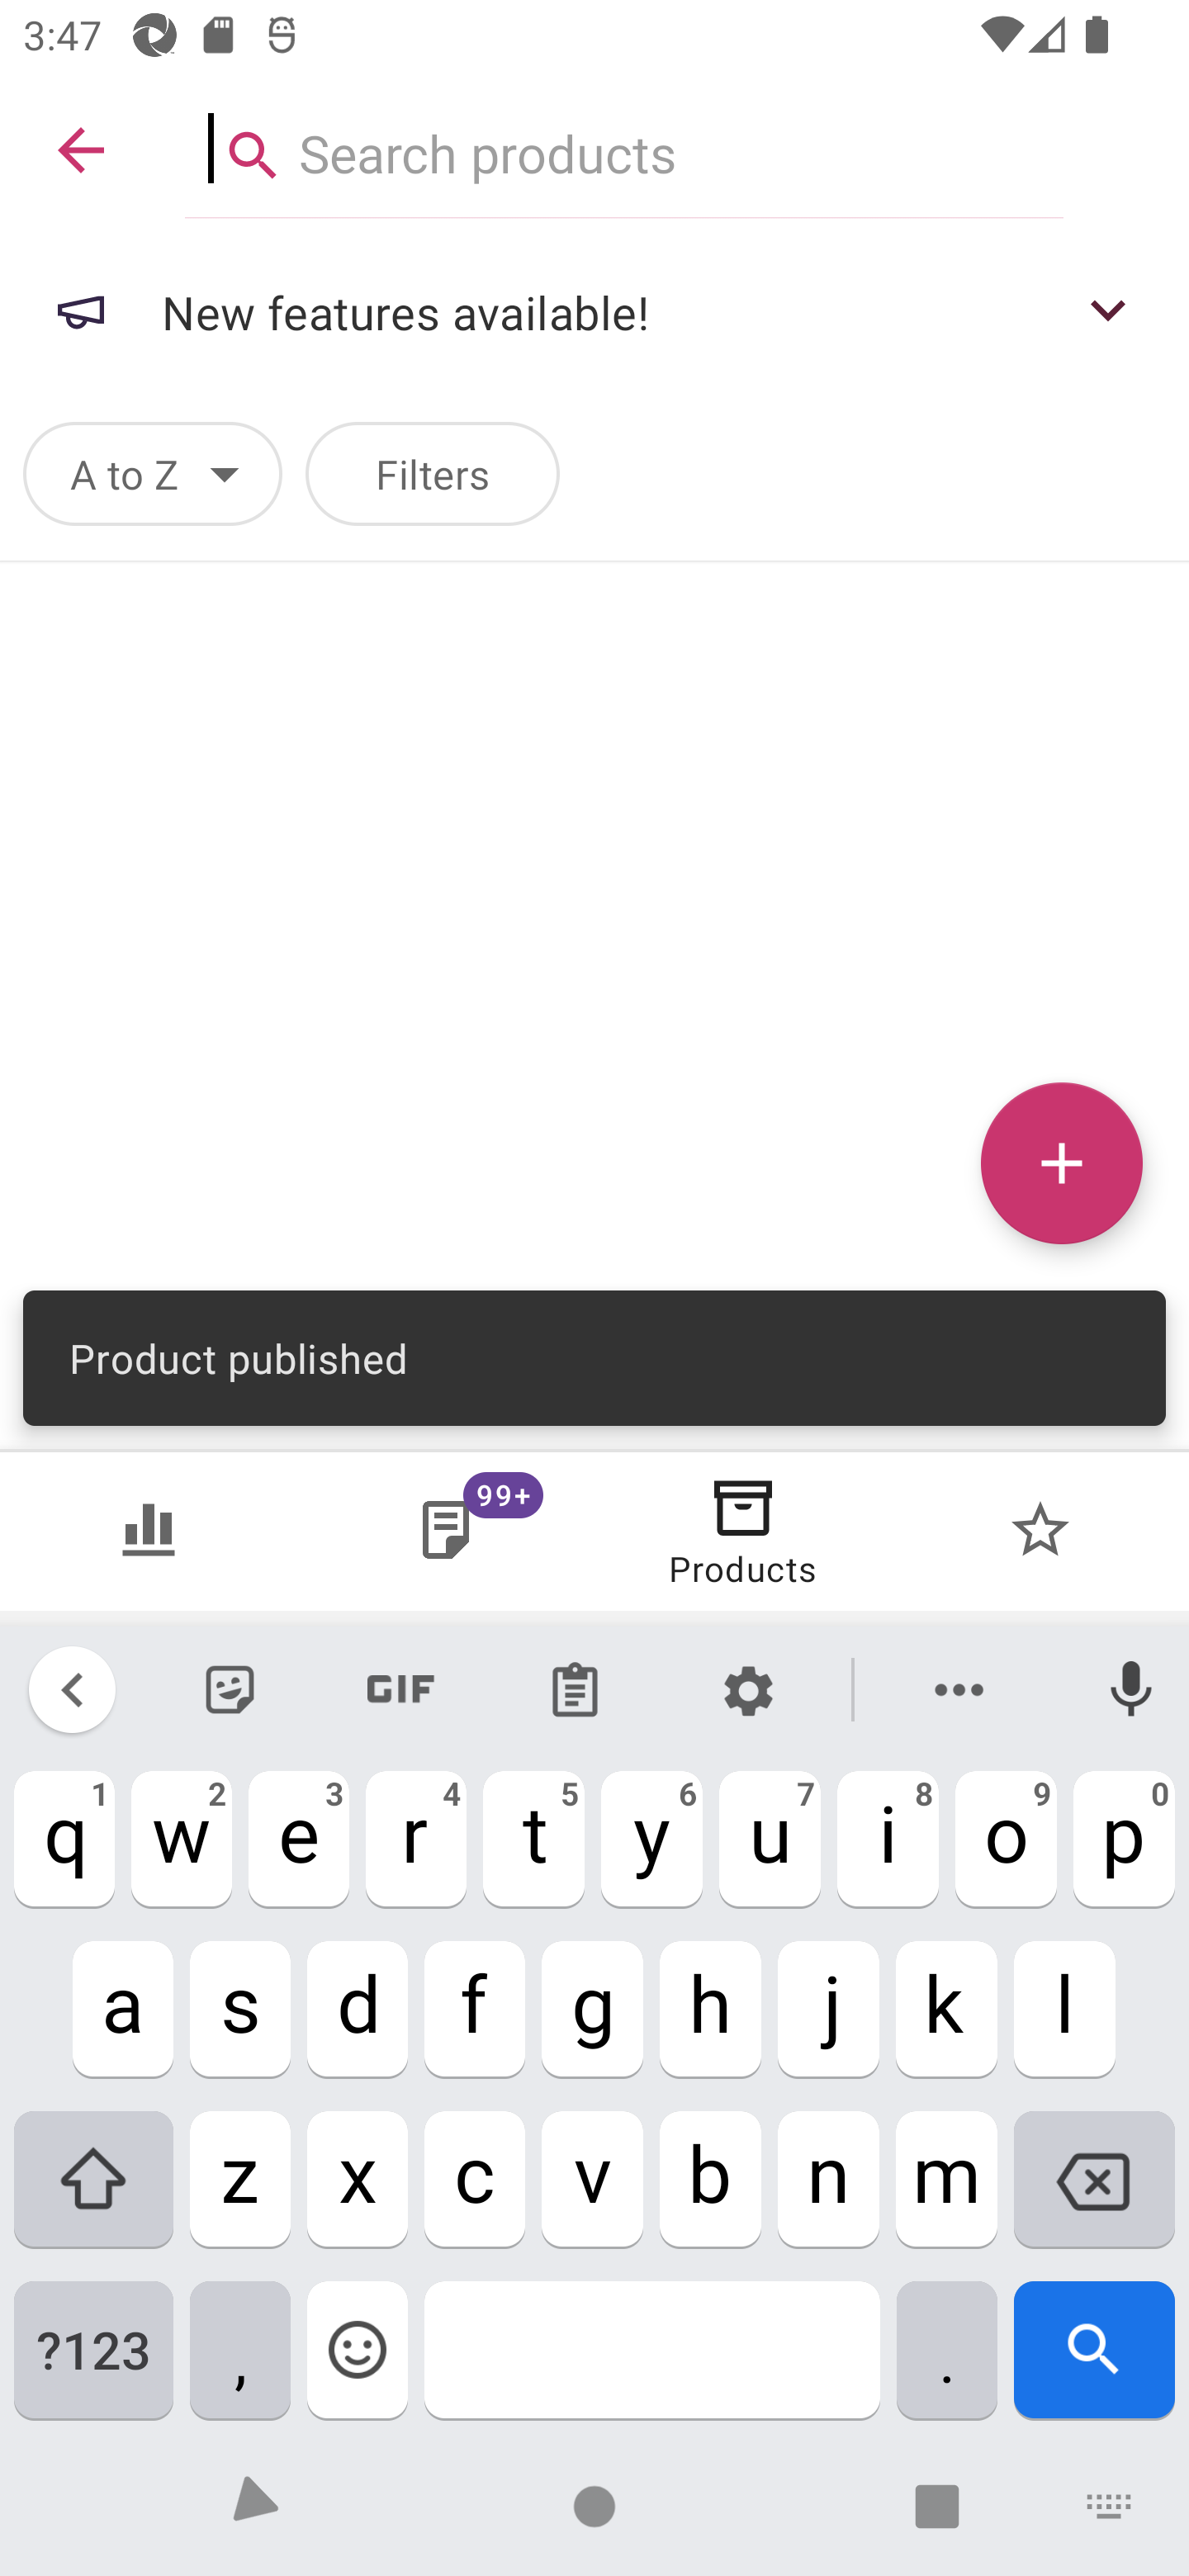 3:47
Search products
New features available!
A to Z
Filters
Product published
99+
Products
GIF
1 2 3 4 5 6 7 8 9 0
q w e r t y u i o p
a s d f g h j k l
z x c v b n m
?123 , .